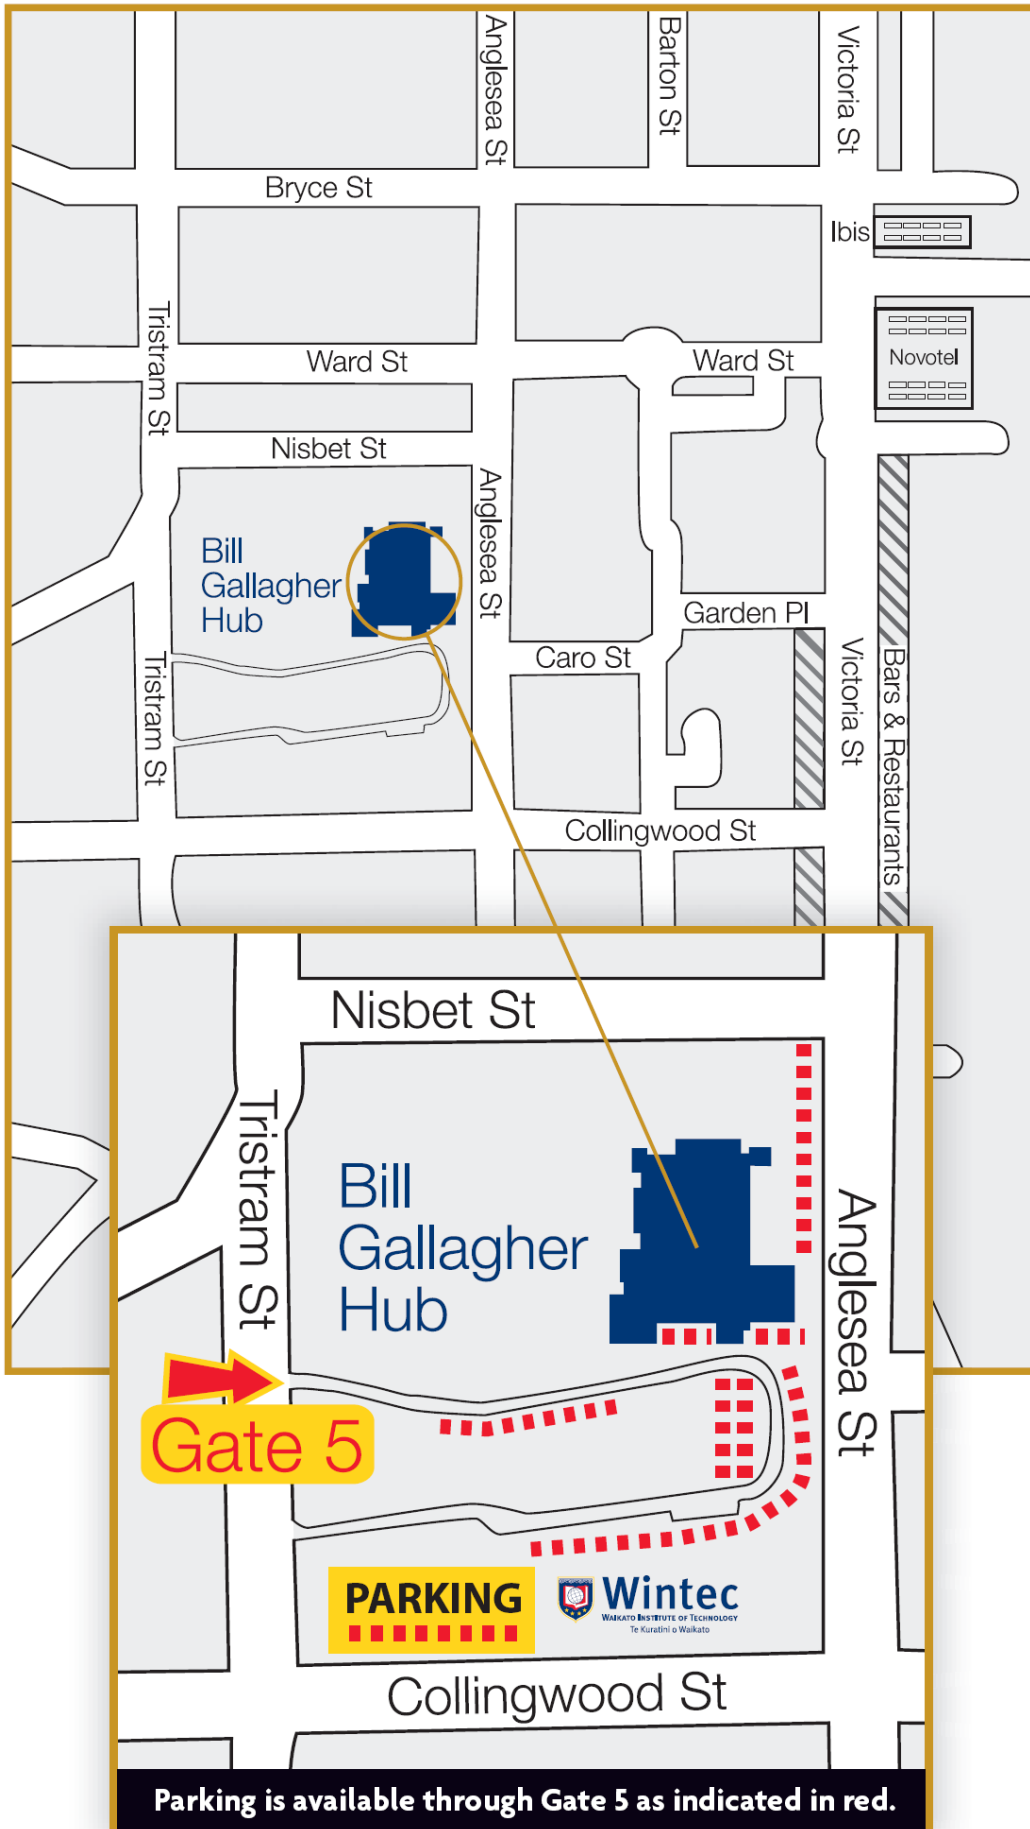 Anglesea St
Barton St
Victoria St
Bryce St
Ibis
Tristram St
Ward St
Ward St
Novotel
Nisbet St
Anglesea St
Bill
Gallagher
Hub
Garden Pl
Caro St
Tristram St
Victoria St
Bars & Restaurants
Collingwood St
Nisbet St
Tristram St
Bill
Gallagher
Hub
Anglesea St
Gate 5
PARKING
Wintec
WAIKATO INSTITUTE OF TECHNOLOGY
Te Kuratini o Waikato
Collingwood St
Parking is available through Gate 5 as indicated in red.